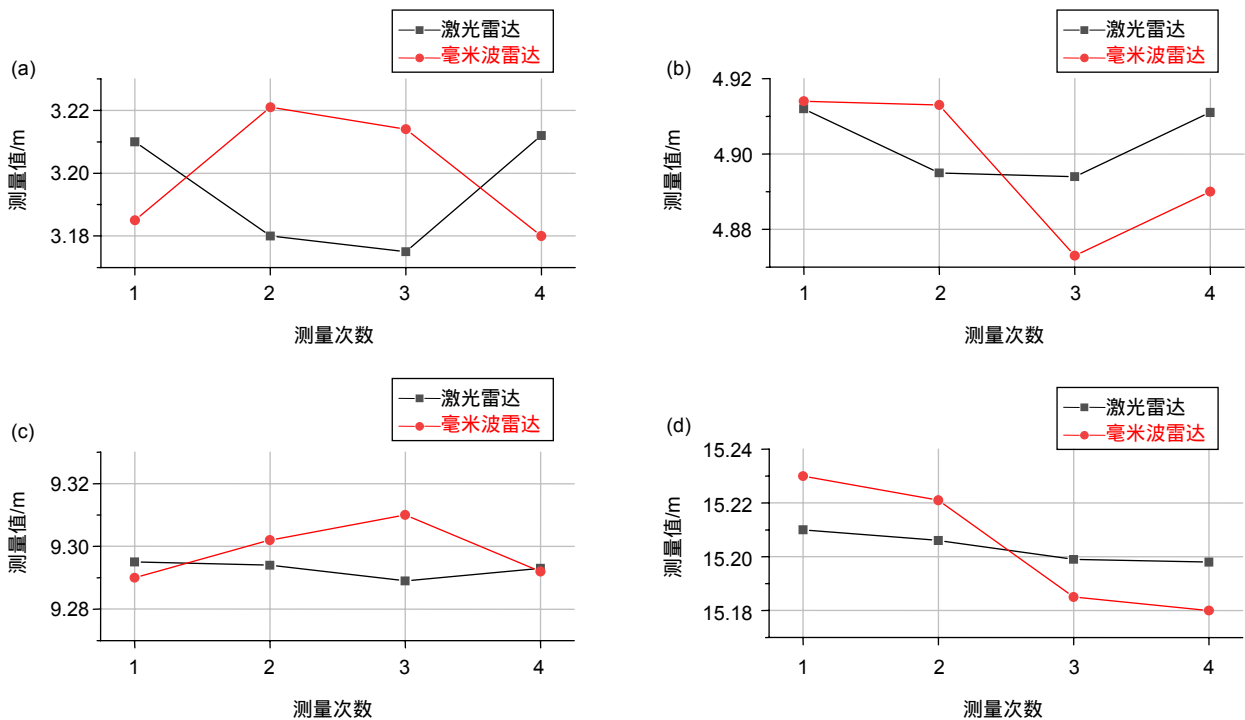 (a)
激光雷达
毫米波雷达
3.22
3.20
3.18
测量值/m
1 2 3 4
测量次数
(b)
激光雷达
毫米波雷达
4.92
4.90
4.88
测量值/m
1 2 3 4
测量次数
(c)
激光雷达
毫米波雷达
9.32
9.30
9.28
测量值/m
1 2 3 4
测量次数
(d)
激光雷达
毫米波雷达
15.24
15.22
15.20
15.18
测量值/m
1 2 3 4
测量次数